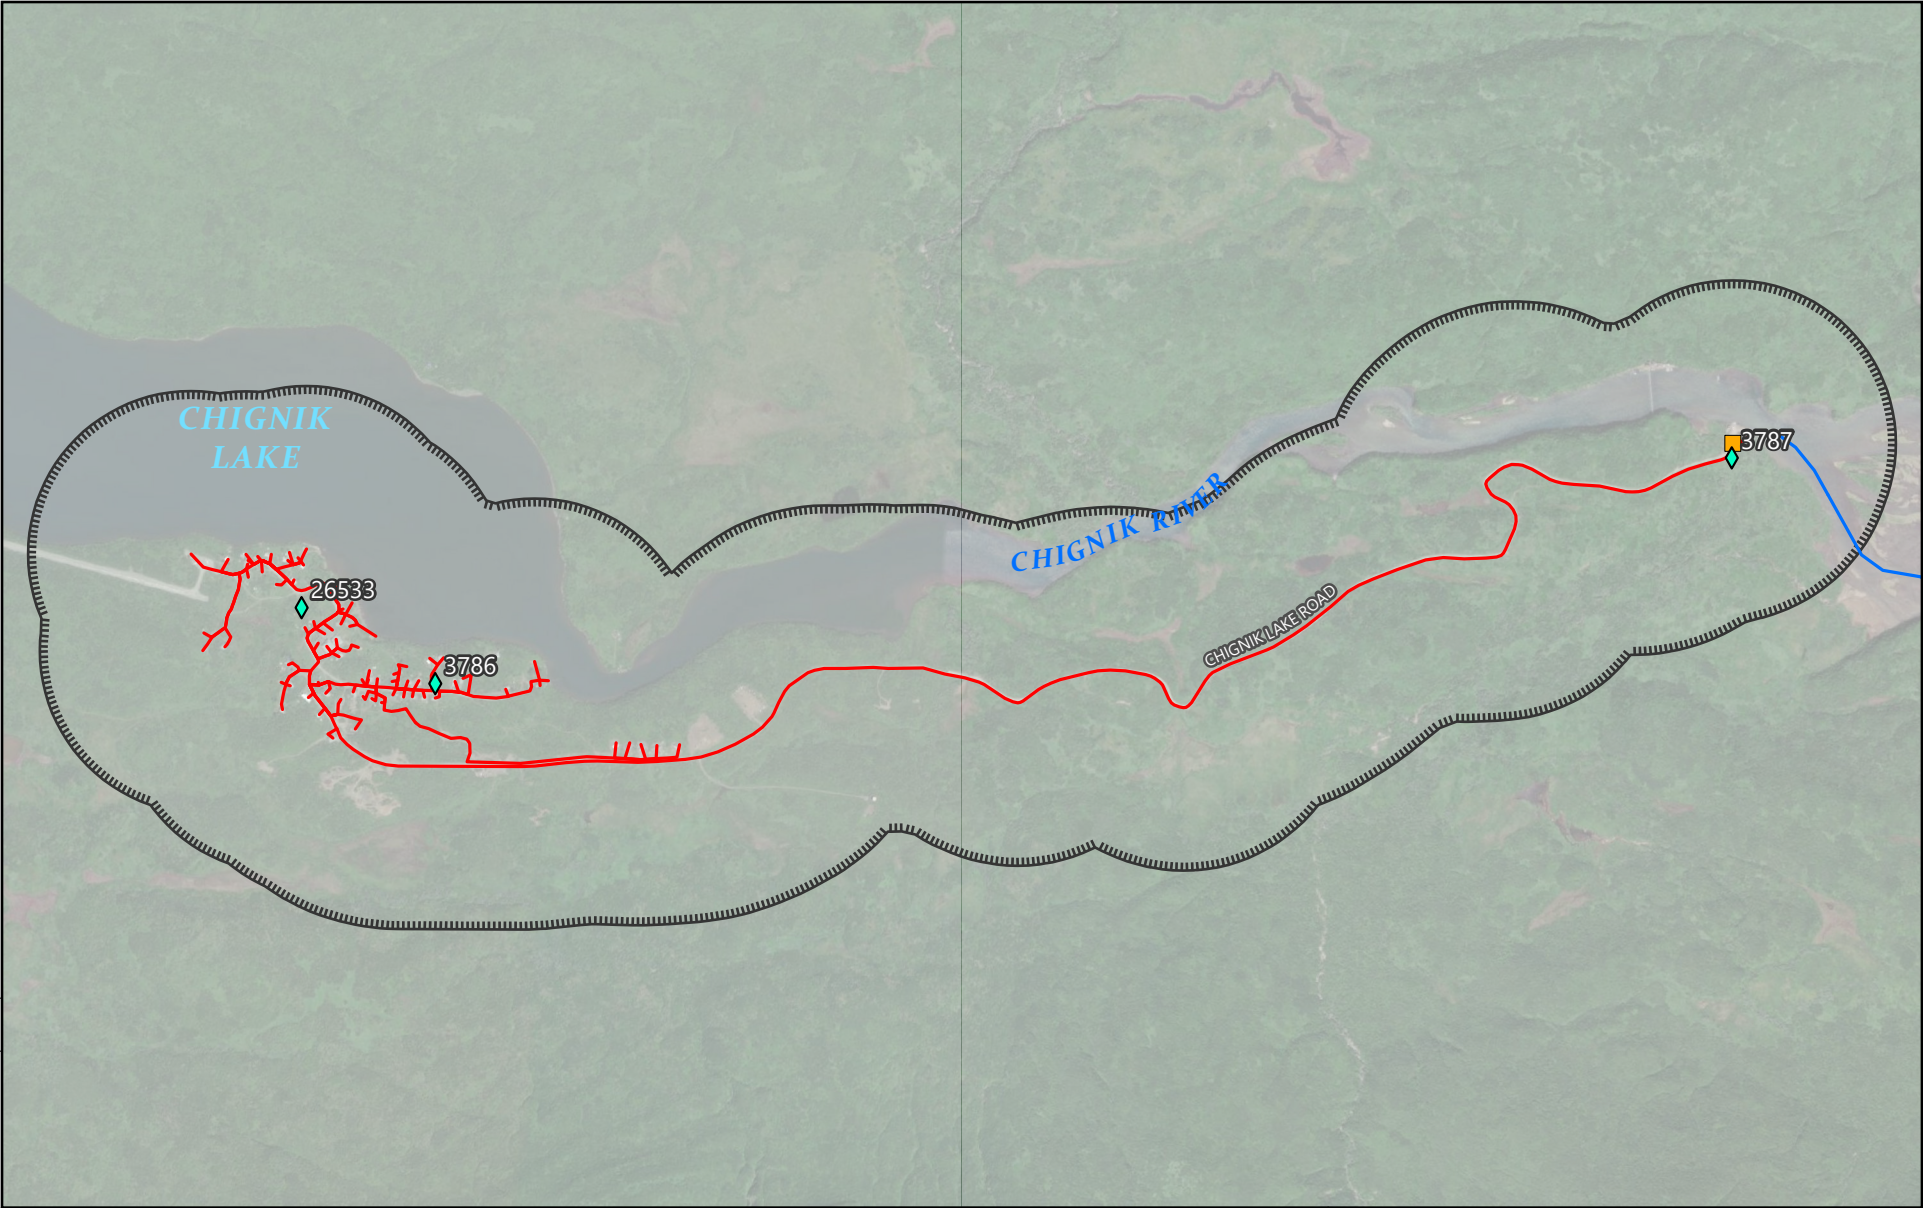 CHIGNIK
LAKE
3787
CHIGNIK RIVER
26533
CHIGNIK LAKE ROAD
3786